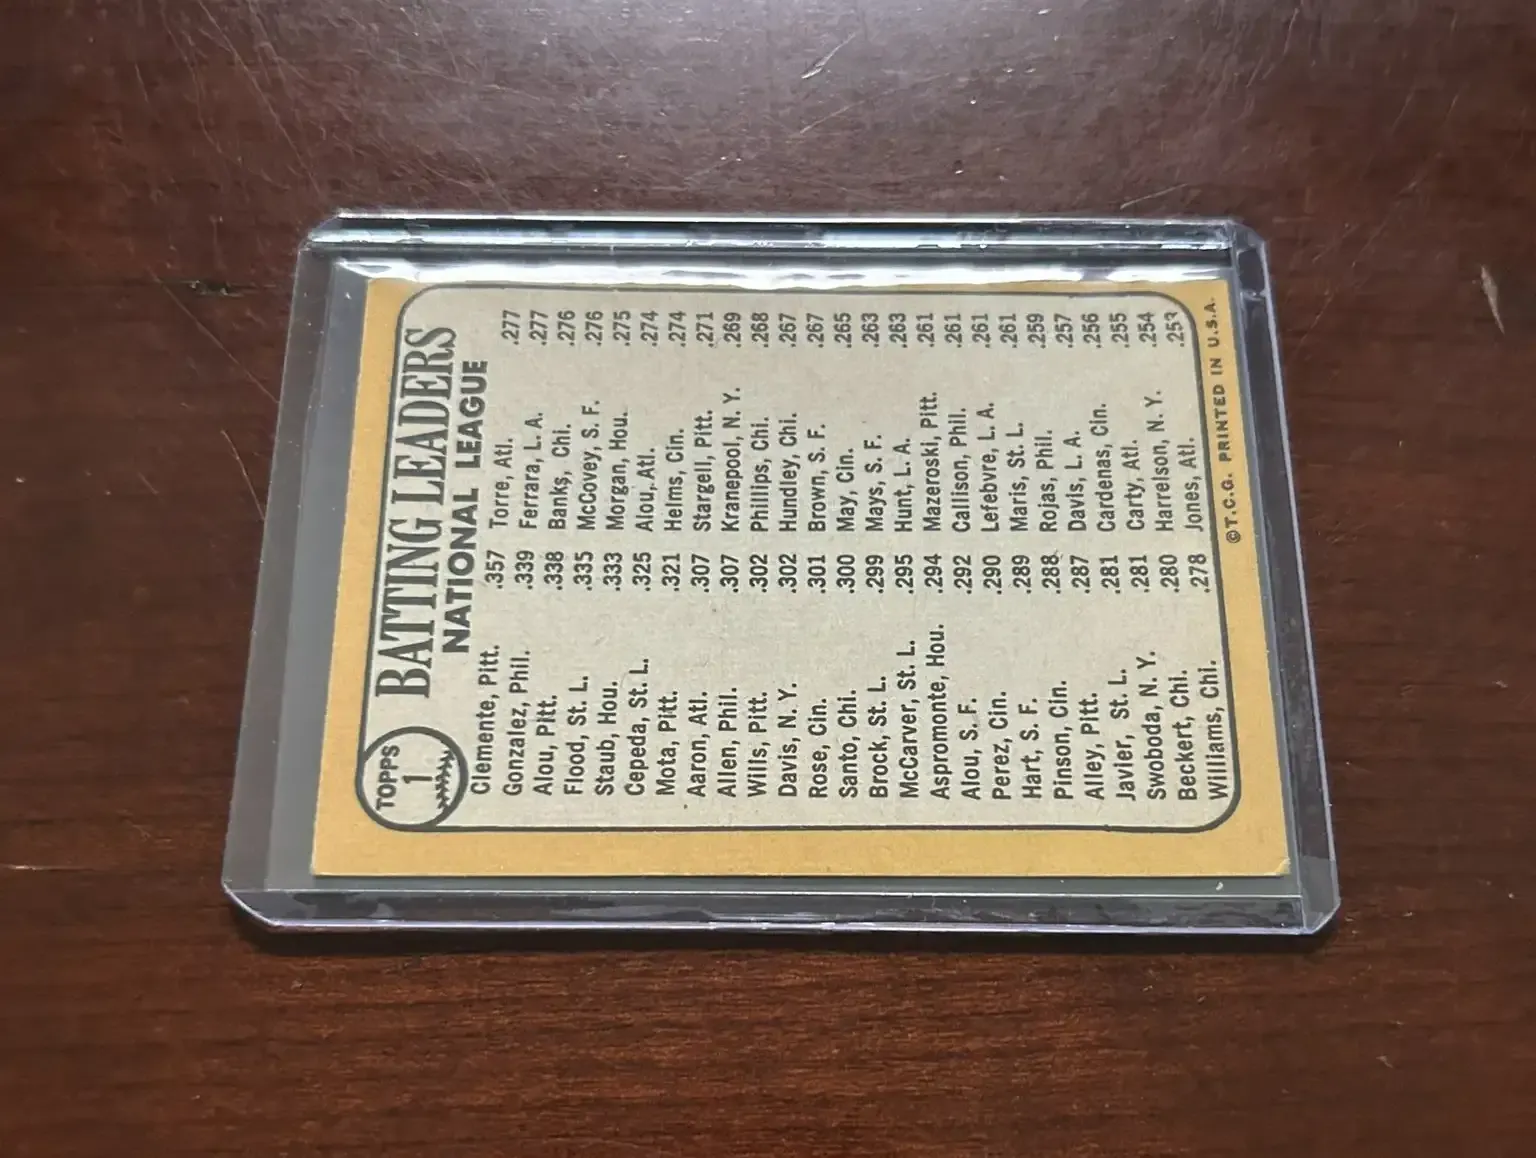 TOPPS
1
BATTING LEADERS
NATIONAL LEAGUE
Clemente, Pitt. .357
Gonzalez, Phil. .339
Alou, Pitt. .338
Flood, St. L. .335
Staub, Hou. .333
Cepeda, St. L. .325
Mota, Pitt. .321
Aaron, Atl. .307
Allen, Phil. .307
Wills, Pitt. .302
Davis, N. Y. .302
Rose, Cin. .301
Santo, Chi. .300
Brock, St. L. .299
McCarver, St. L. .295
Aspromonte, Hou. .294
Alou, S. F. .292
Perez, Cin. .290
Hart, S. F. .289
Pinson, Cin. .288
Alley, Pitt. .287
Javier, St. L. .281
Swoboda, N. Y. .281
Beckert, Chi. .280
Williams, Chi. .278
Torre, Atl. .277
Ferrara, L. A. .277
Banks, Chi. .276
McCovey, S. F. .276
Morgan, Hou. .275
Alou, Atl. .274
Helms, Cin. .274
Stargell, Pitt. .271
Kranepool, N. Y. .269
Phillips, Chi. .268
Hundley, Chi. .267
Brown, S. F. .267
May, Cin. .265
Mays, S. F. .263
Hunt, L. A. .263
Mazeroski, Pitt. .261
Callison, Phil. .261
Lefebvre, L. A. .261
Maris, St. L. .261
Rojas, Phil. .259
Davis, L. A. .257
Cardenas, Cin. .256
Carty, Atl. .255
Harrelson, N. Y. .254
Jones, Atl. .253
©T.C.G. PRINTED IN U.S.A.